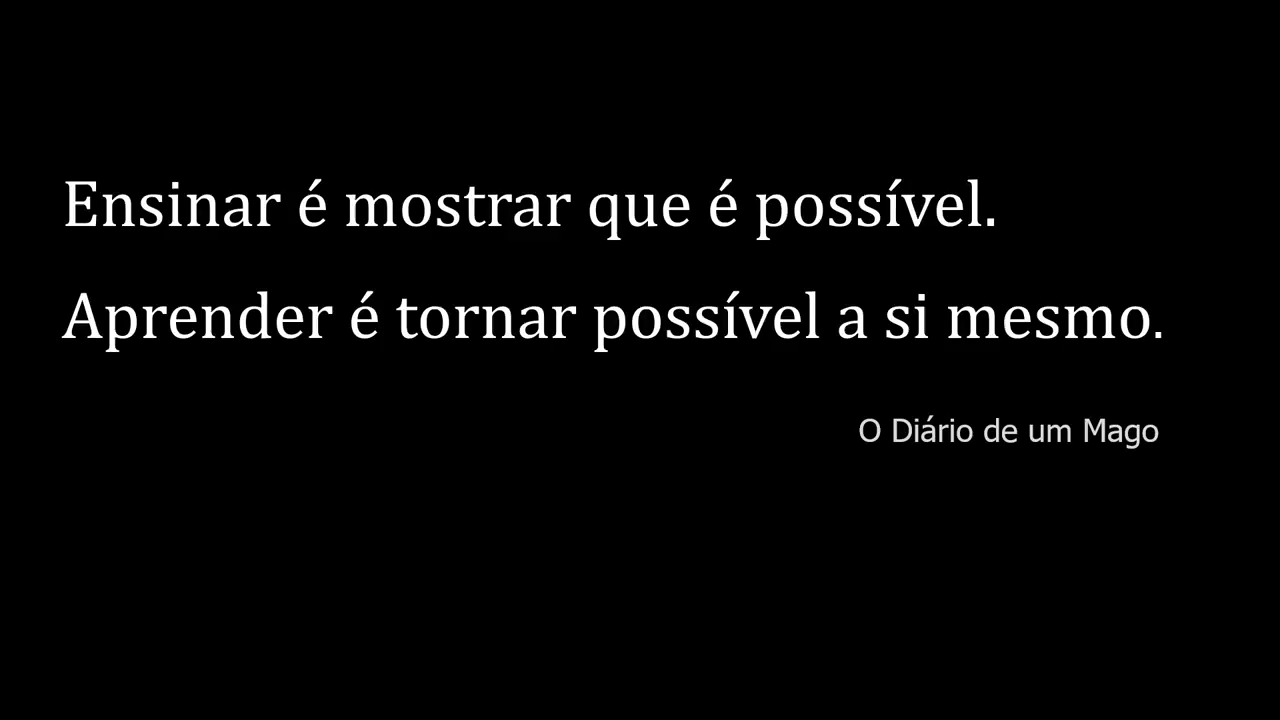 Ensinar é mostrar que é possível.
Aprender é tornar possível a si mesmo.
O Diário de um Mago